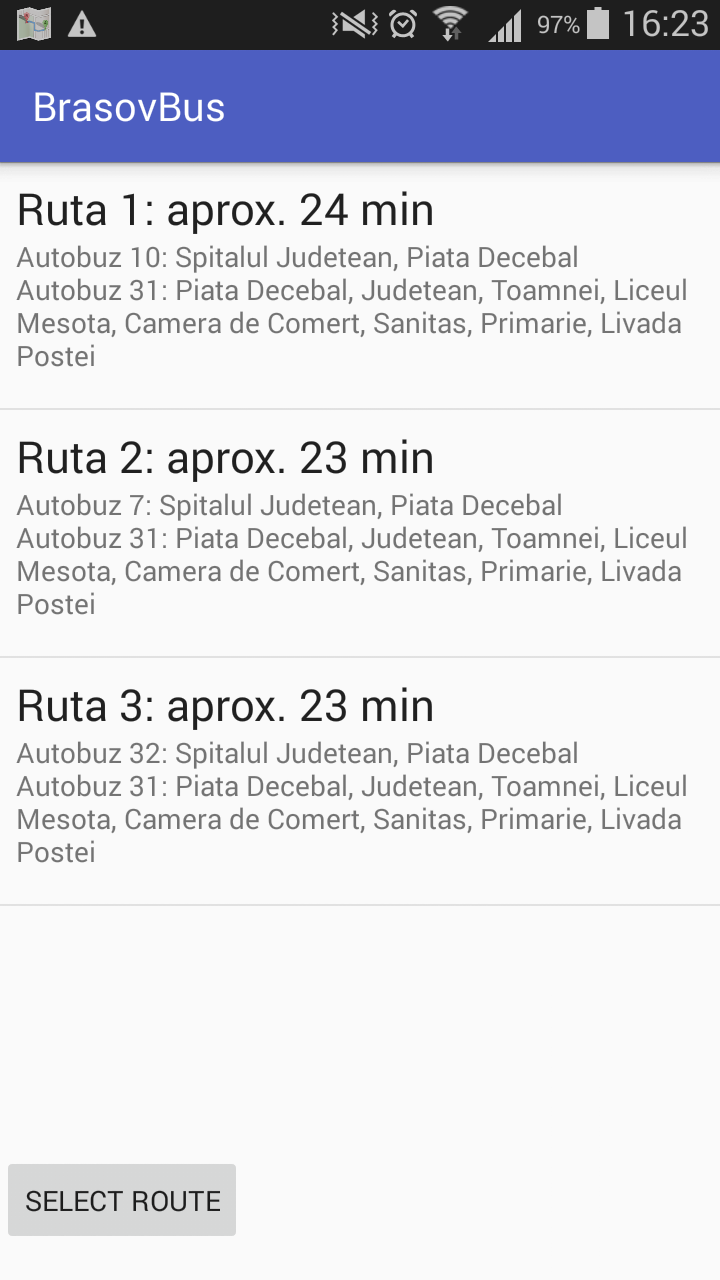 97% 16:23
BrasovBus
Ruta 1: aprox. 24 min
Autobuz 10: Spitalul Judetean, Piata Decebal
Autobuz 31: Piata Decebal, Judetean, Toamnei, Liceul
Mesota, Camera de Comert, Sanitas, Primarie, Livada
Postei
Ruta 2: aprox. 23 min
Autobuz 7: Spitalul Judetean, Piata Decebal
Autobuz 31: Piata Decebal, Judetean, Toamnei, Liceul
Mesota, Camera de Comert, Sanitas, Primarie, Livada
Postei
Ruta 3: aprox. 23 min
Autobuz 32: Spitalul Judetean, Piata Decebal
Autobuz 31: Piata Decebal, Judetean, Toamnei, Liceul
Mesota, Camera de Comert, Sanitas, Primarie, Livada
Postei
SELECT ROUTE